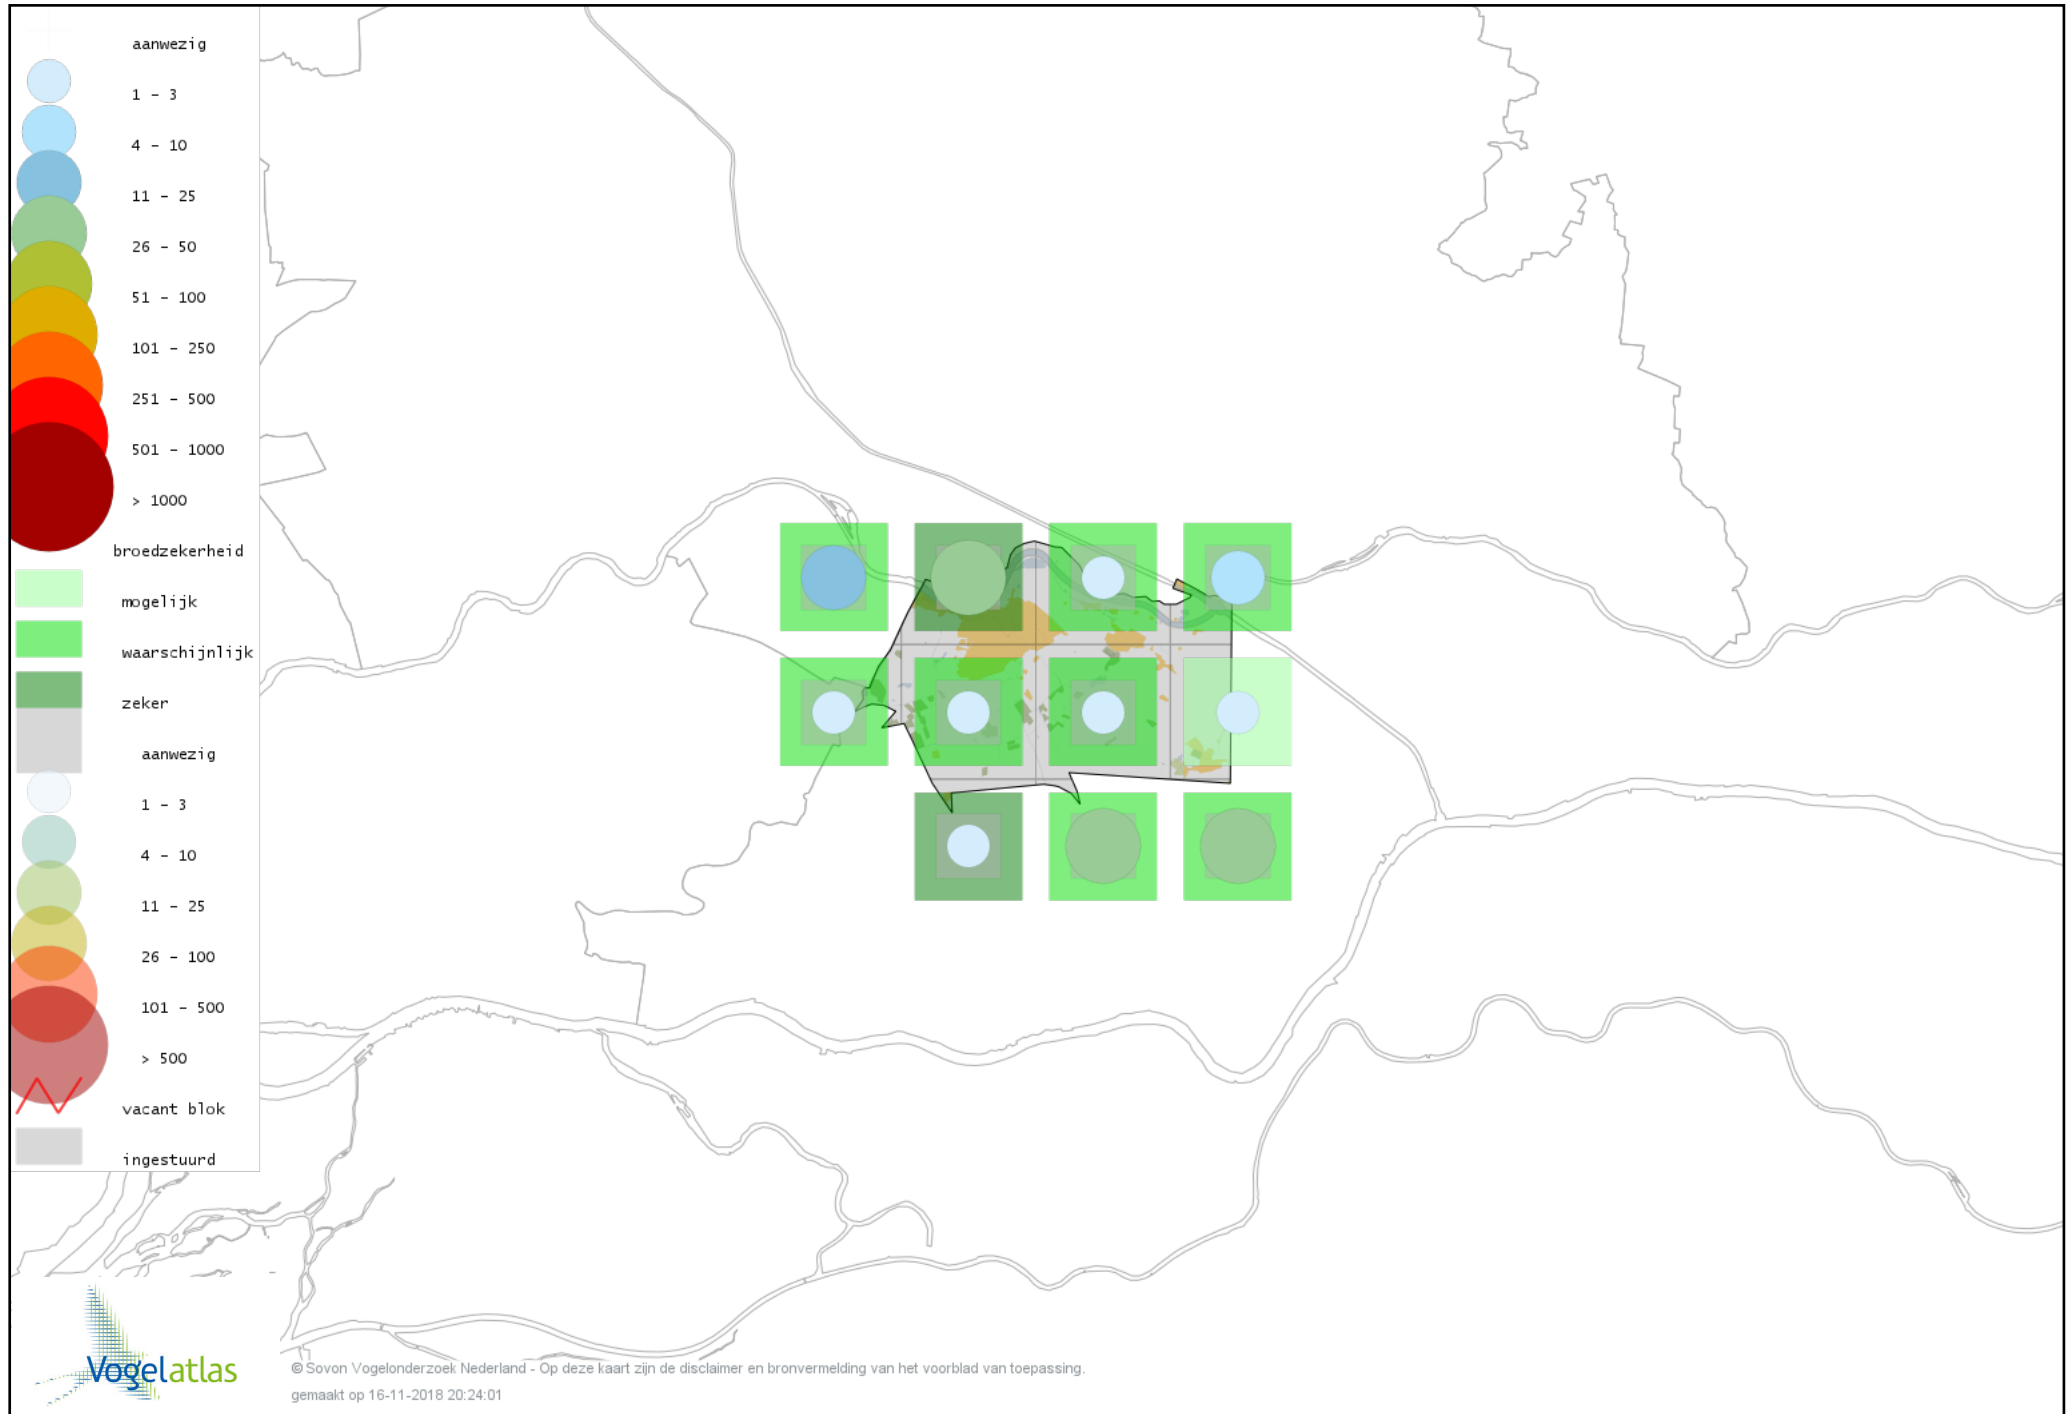 aanwezig
1 - 3
4 - 10
11 - 25
26 - 50
51 - 100
101 - 250
251 - 500
501 - 1000
> 1000
broedzekerheid
mogelijk
waarschijnlijk
zeker
aanwezig
1 - 3
4 - 10
11 - 25
26 - 100
101 - 500
> 500
vacant blok
ingestuurd
Vogelatlas
© Sovon Vogelonderzoek Nederland - Op deze kaart zijn de disclaimer en bronvermelding van het voorblad van toepassing.
gemaakt op 16-11-2018 20:24:01